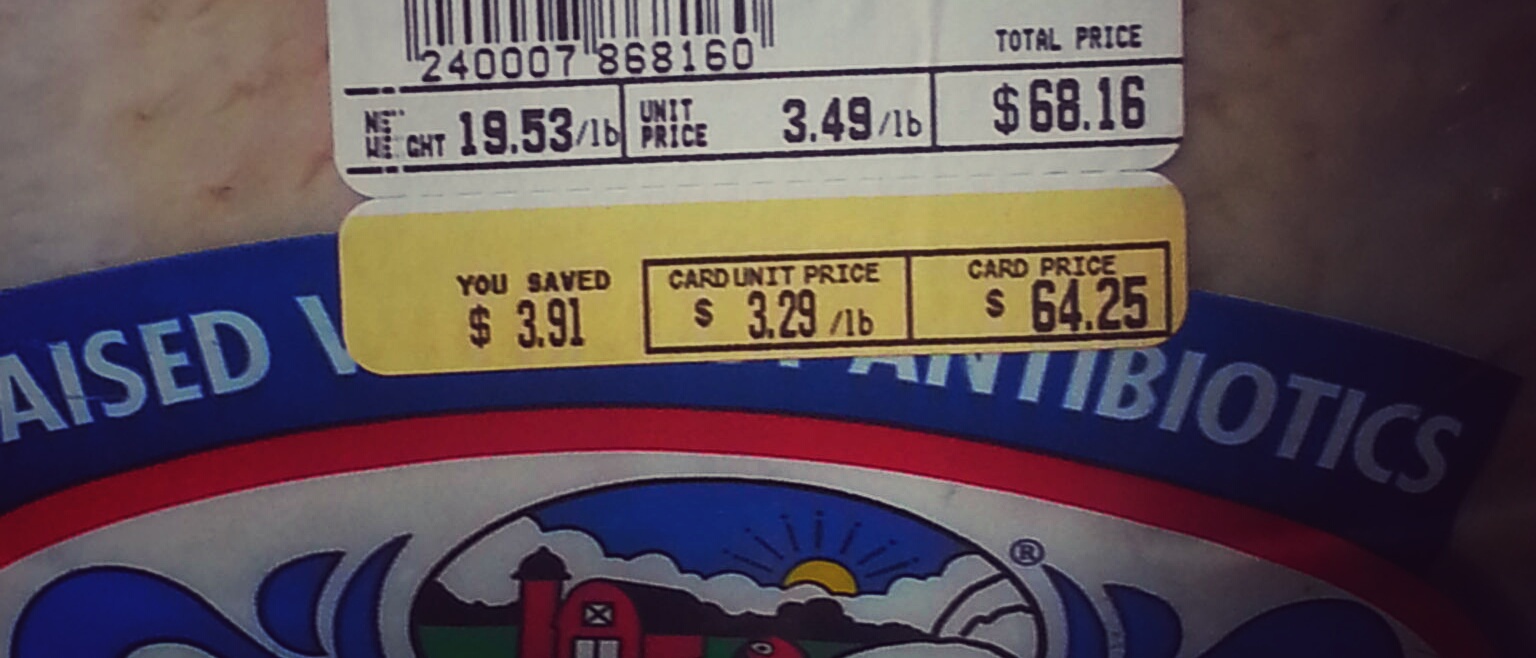 240007 868160
TOTAL PRICE
NET WEIGHT 19.53/lb UNIT PRICE 3.49/lb $68.16
YOU SAVED CARD UNIT PRICE CARD PRICE
$ 3.91 $ 3.29 /lb $ 64.25
AISED ANTIBIOTICS
®